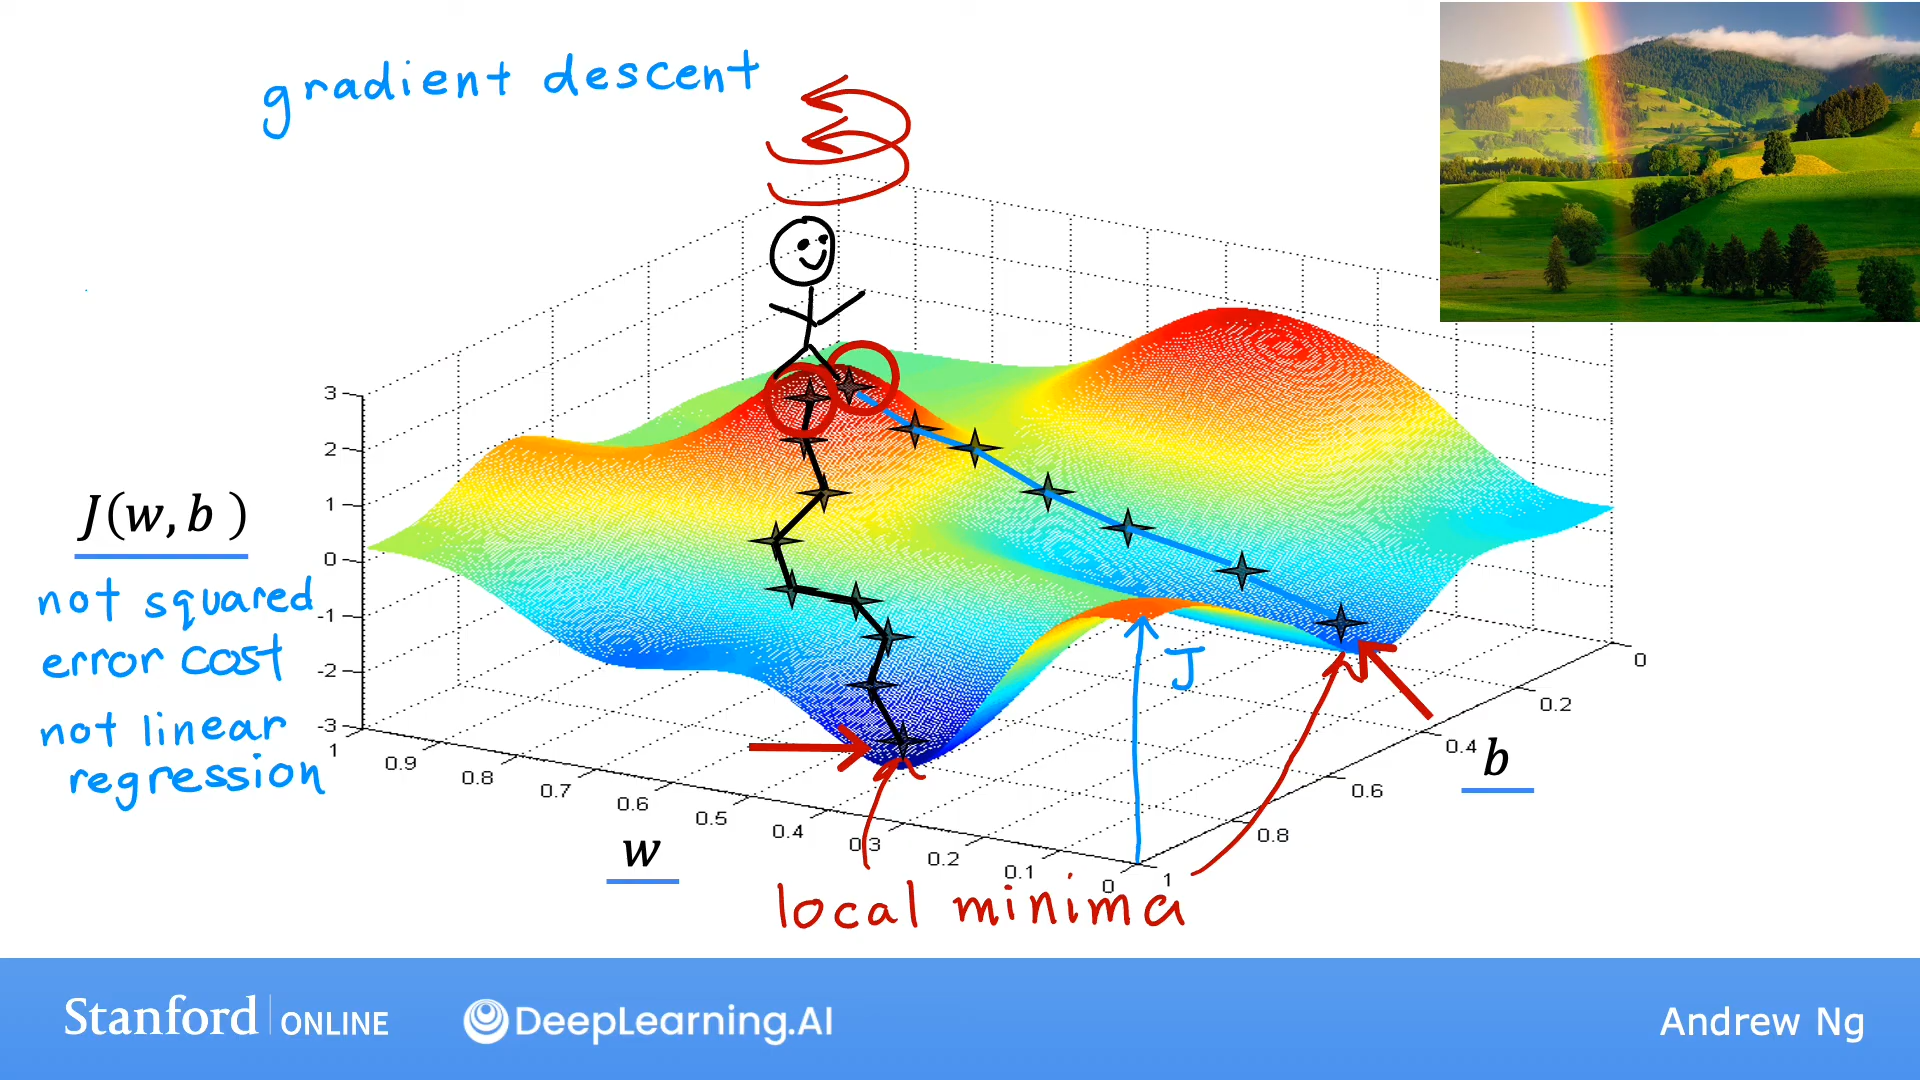 gradient descent
J(w, b )
not squared
error cost
not linear
regression
3
2
1
0
-1
-2
-3
1
0.9
0.8
0.7
0.6
0.5
0.4
0.3
0.2
0.1
0
w
1
0.8
0.6
0.4
0.2
0
b
J
local minima
Stanford ONLINE
DeepLearning.AI
Andrew Ng